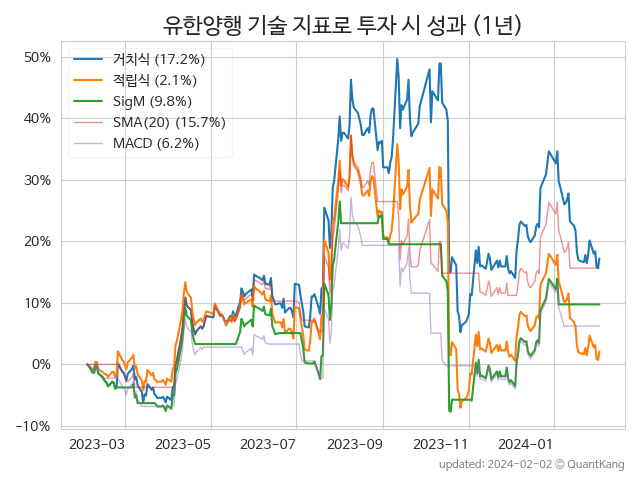 유한양행 기술 지표로 투자 시 성과 (1년)
거치식 (17.2%)
적립식 (2.1%)
SigM (9.8%)
SMA(20) (15.7%)
MACD (6.2%)
50%
40%
30%
20%
10%
0%
-10%
2023-03 2023-05 2023-07 2023-09 2023-11 2024-01
updated: 2024-02-02 © QuantKang